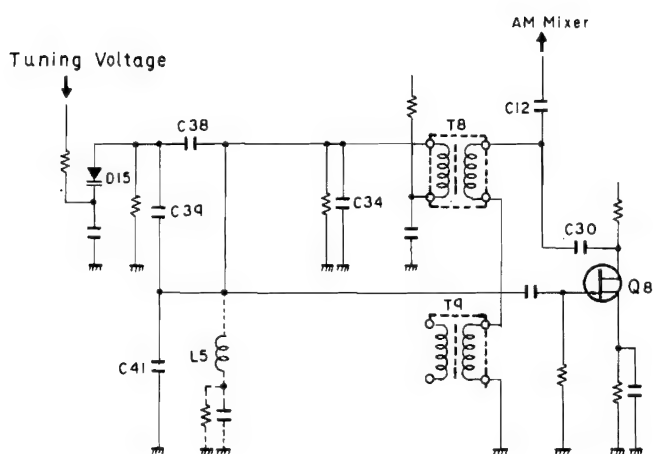 AM Mixer
Tuning Voltage
C12
C38
T8
D15
C39
C34
C30
Q8
T9
L5
C41